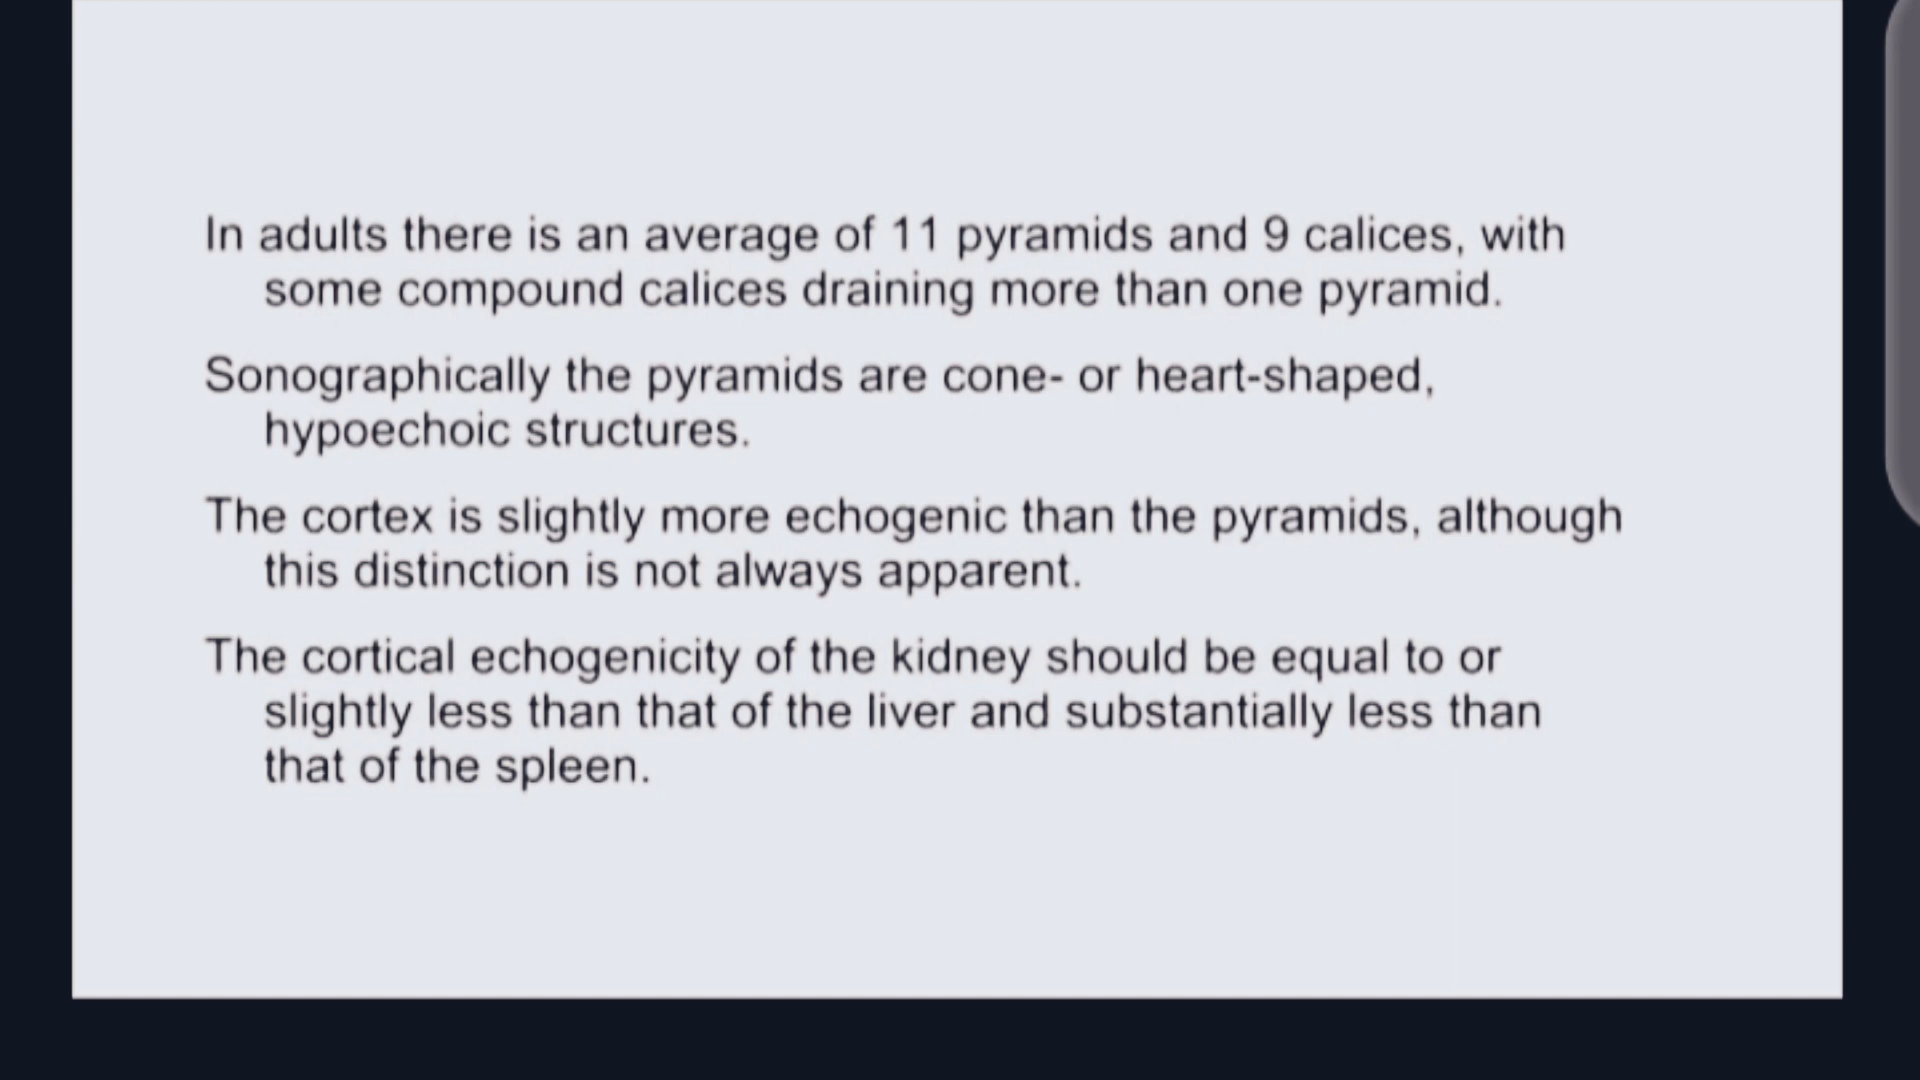 In adults there is an average of 11 pyramids and 9 calices, with
some compound calices draining more than one pyramid.
Sonographically the pyramids are cone- or heart-shaped,
hypoechoic structures.
The cortex is slightly more echogenic than the pyramids, although
this distinction is not always apparent.
The cortical echogenicity of the kidney should be equal to or
slightly less than that of the liver and substantially less than
that of the spleen.